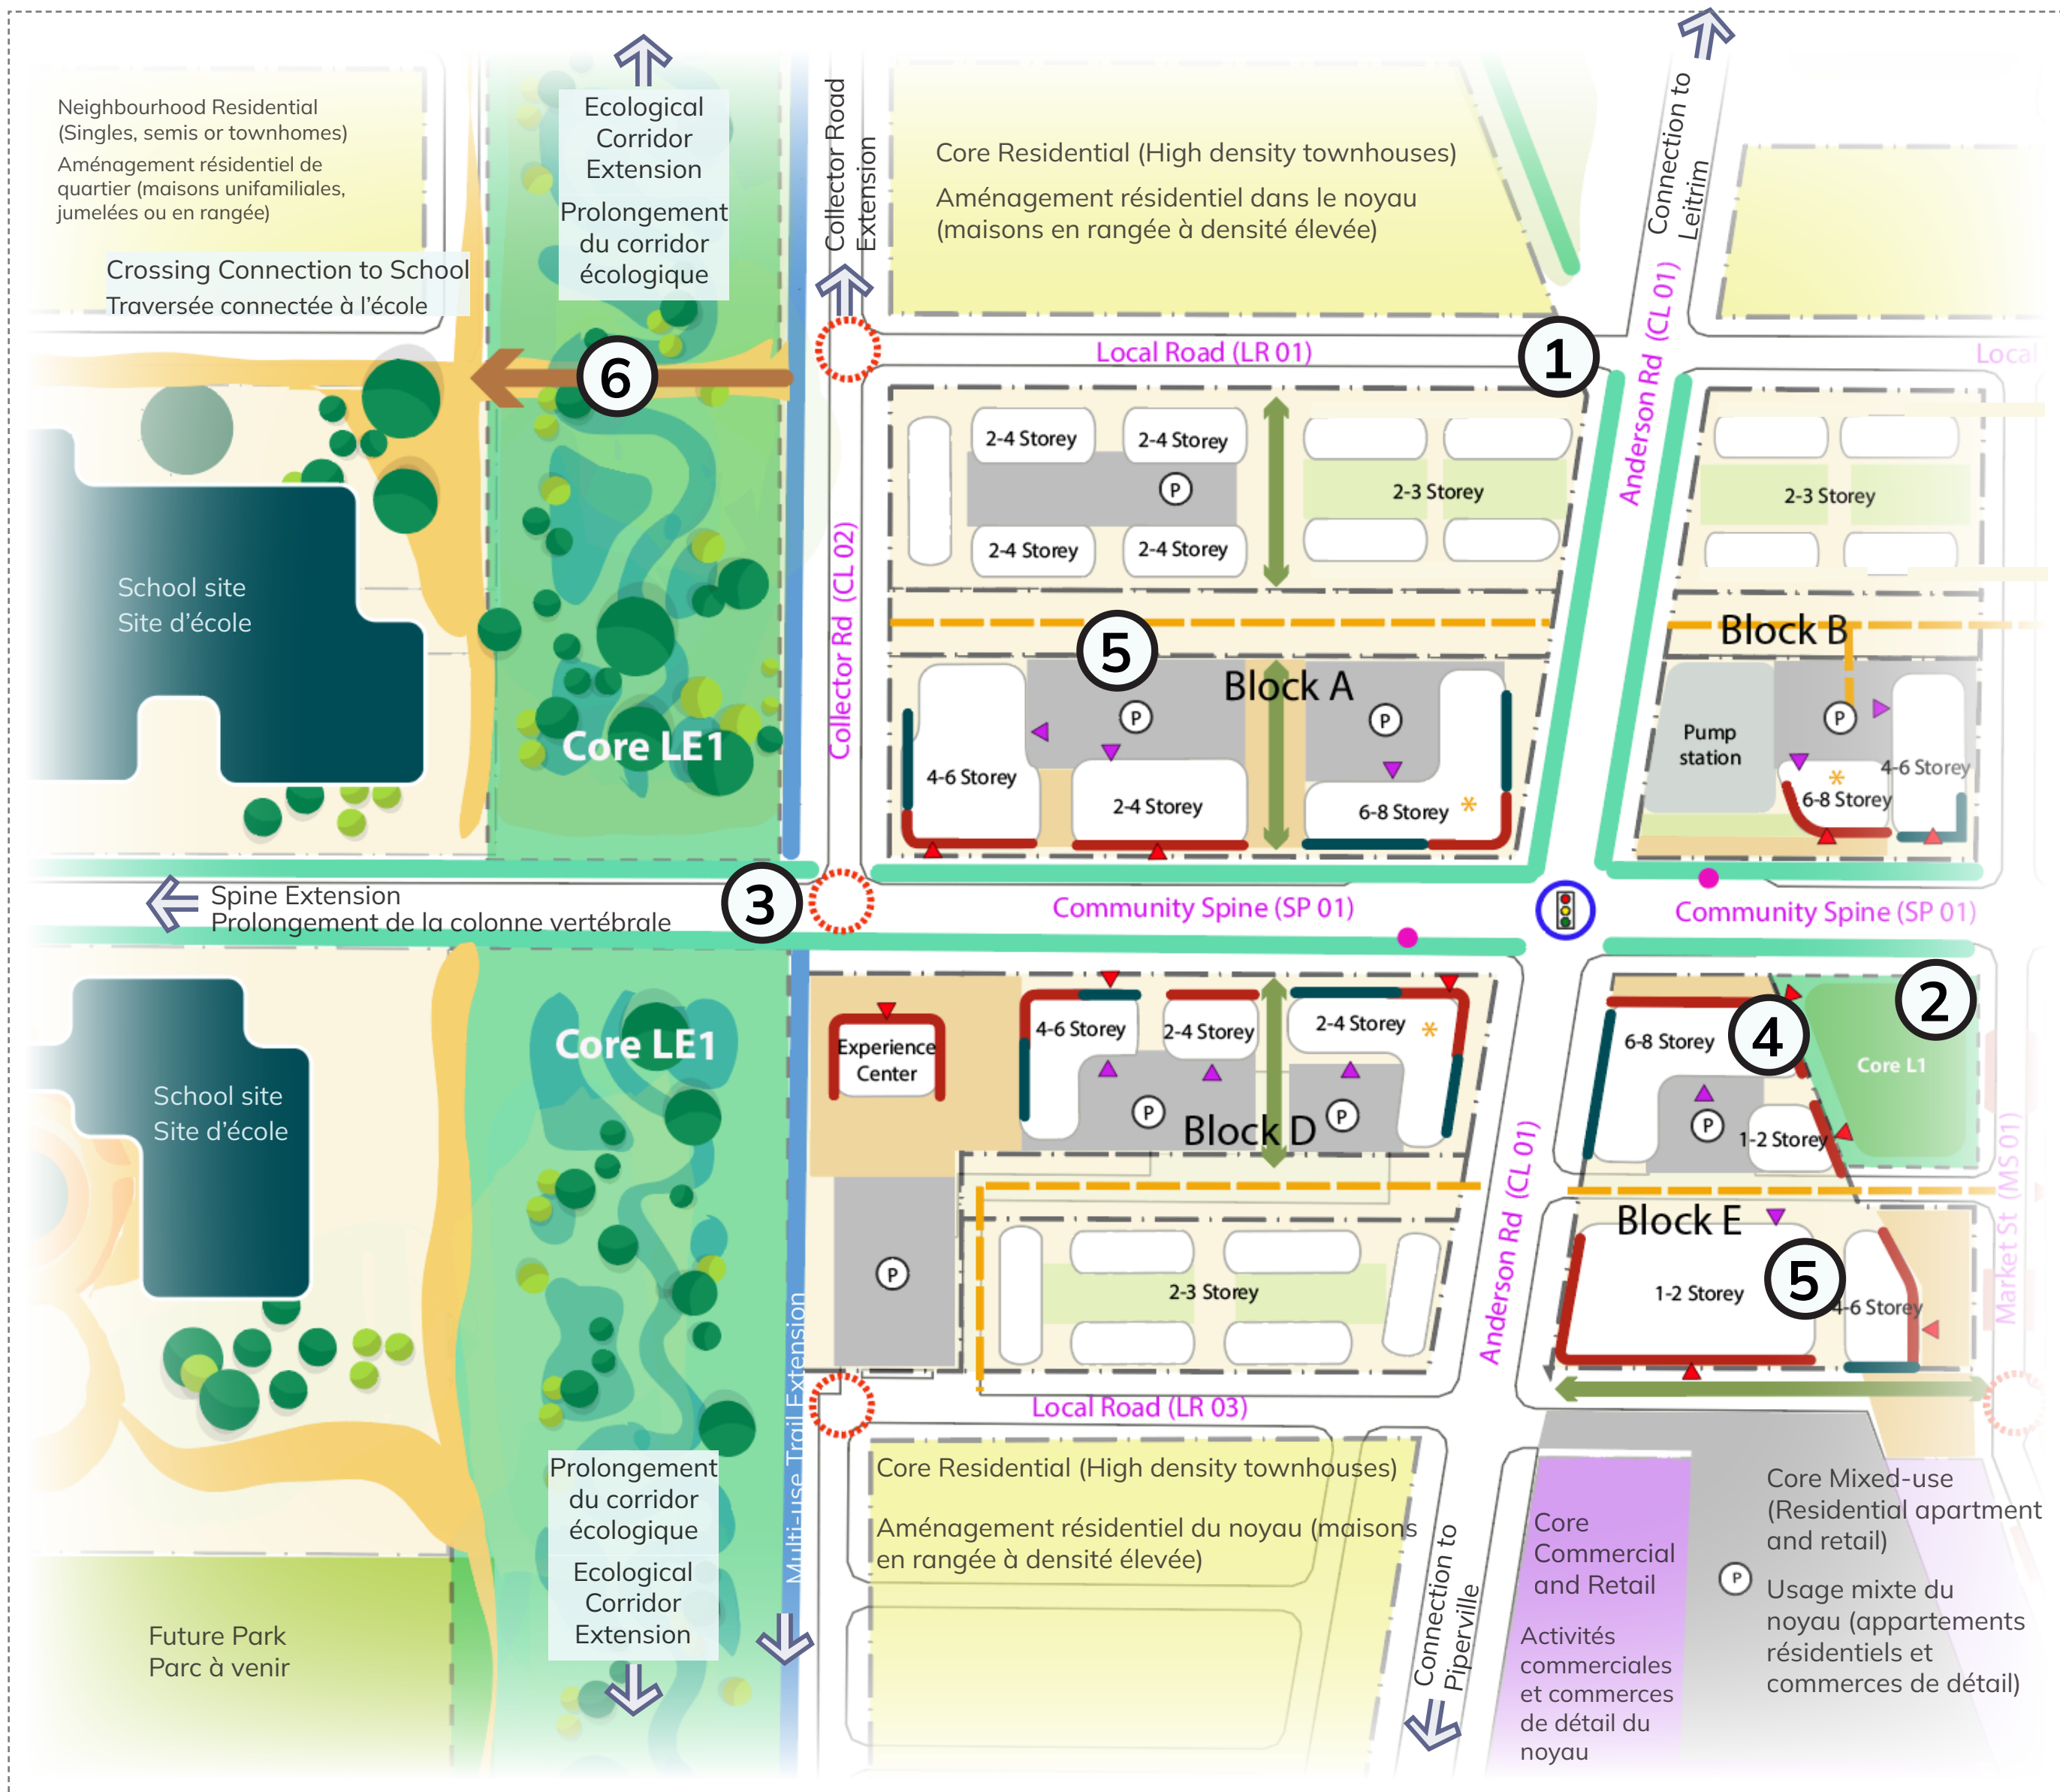 Neighbourhood Residential
(Singles, semis or townhomes)
Aménagement résidentiel de
quartier (maisons unifamiliales,
jumelées ou en rangée)
Ecological
Corridor
Extension
Prolongement
du corridor
écologique
Collector Road
Extension
Core Residential (High density townhouses)
Aménagement résidentiel dans le noyau
(maisons en rangée à densité élevée)
Connection to
Leitrim
Crossing Connection to School
Traversée connectée à l'école
6
Local Road (LR 01)
1
Anderson Rd (CL 01)
Local
2-4 Storey
2-4 Storey
P
2-4 Storey
2-4 Storey
2-3 Storey
2-3 Storey
School site
Site d'école
Collector Rd (CL 02)
5
Block A
Block B
Core LE1
P
P
Pump
station
P
4-6 Storey
2-4 Storey
6-8 Storey *
*
6-8 Storey
4-6 Storey
Spine Extension
Prolongement de la colonne vertébrale
3
Community Spine (SP 01)
Community Spine (SP 01)
2
Core LE1
Experience
Center
4-6 Storey
2-4 Storey
2-4 Storey *
6-8 Storey
4
Core L1
School site
Site d'école
P
Block D
P
P
1-2 Storey
Anderson Rd (CL 01)
Market St (MS 01)
Block E
P
2-3 Storey
1-2 Storey
5
4-6 Storey
Multi-use Trail Extension
Local Road (LR 03)
Prolongement
du corridor
écologique
Ecological
Corridor
Extension
Core Residential (High density townhouses)
Aménagement résidentiel du noyau (maisons
en rangée à densité élevée)
Connection to
Piperville
Core
Commercial
and Retail
Activités
commerciales
et commerces
de détail du
noyau
Core Mixed-use
(Residential apartment
and retail)
P
Usage mixte du
noyau (appartements
résidentiels et
commerces de détail)
Future Park
Parc à venir